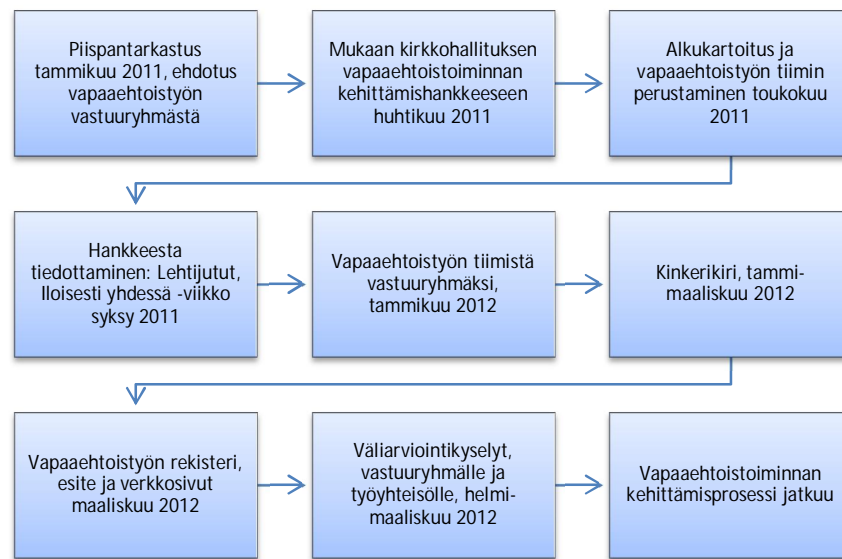 Piispantarkastus
tammikuu 2011, ehdotus
vapaaehtoistyön
vastuuryhmästä
Mukaan kirkkohallituksen
vapaaehtoistoiminnan
kehittämishankkeeseen
huhtikuu 2011
Alkukartoitus ja
vapaaehtoistyön tiimin
perustaminen toukokuu
2011
Hankkeesta
tiedottaminen: Lehtijutut,
Iloisesti yhdessä -viikko
syksy 2011
Vapaaehtoistyön tiimistä
vastuuryhmäksi,
tammikuu 2012
Kinkerikiri, tammi-
maaliskuu 2012
Vapaaehtoistyön rekisteri,
esite ja verkkosivut
maaliskuu 2012
Väliarviointikyselyt,
vastuuryhmälle ja
työyhteisölle, helmi-
maaliskuu 2012
Vapaaehtoistoiminnan
kehittämisprosessi jatkuu